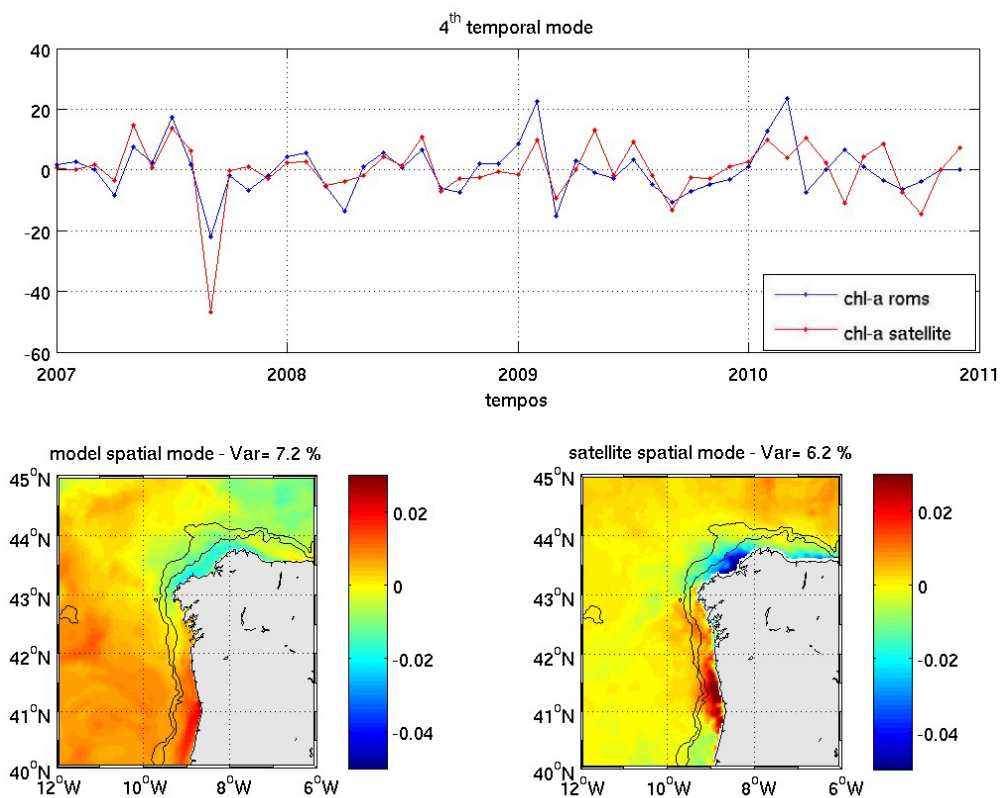 4th temporal mode
40
20
0
-20
-40
-60
2007
2008
2009
2010
2011
tempos
chl-a roms
chl-a satellite
model spatial mode - Var= 7.2 %
45°N
44°N
43°N
42°N
41°N
40°N
12°W
10°W
8°W
6°W
0.02
0
-0.02
-0.04
satellite spatial mode - Var= 6.2 %
45°N
44°N
43°N
42°N
41°N
40°N
12°W
10°W
8°W
6°W
0.02
0
-0.02
-0.04